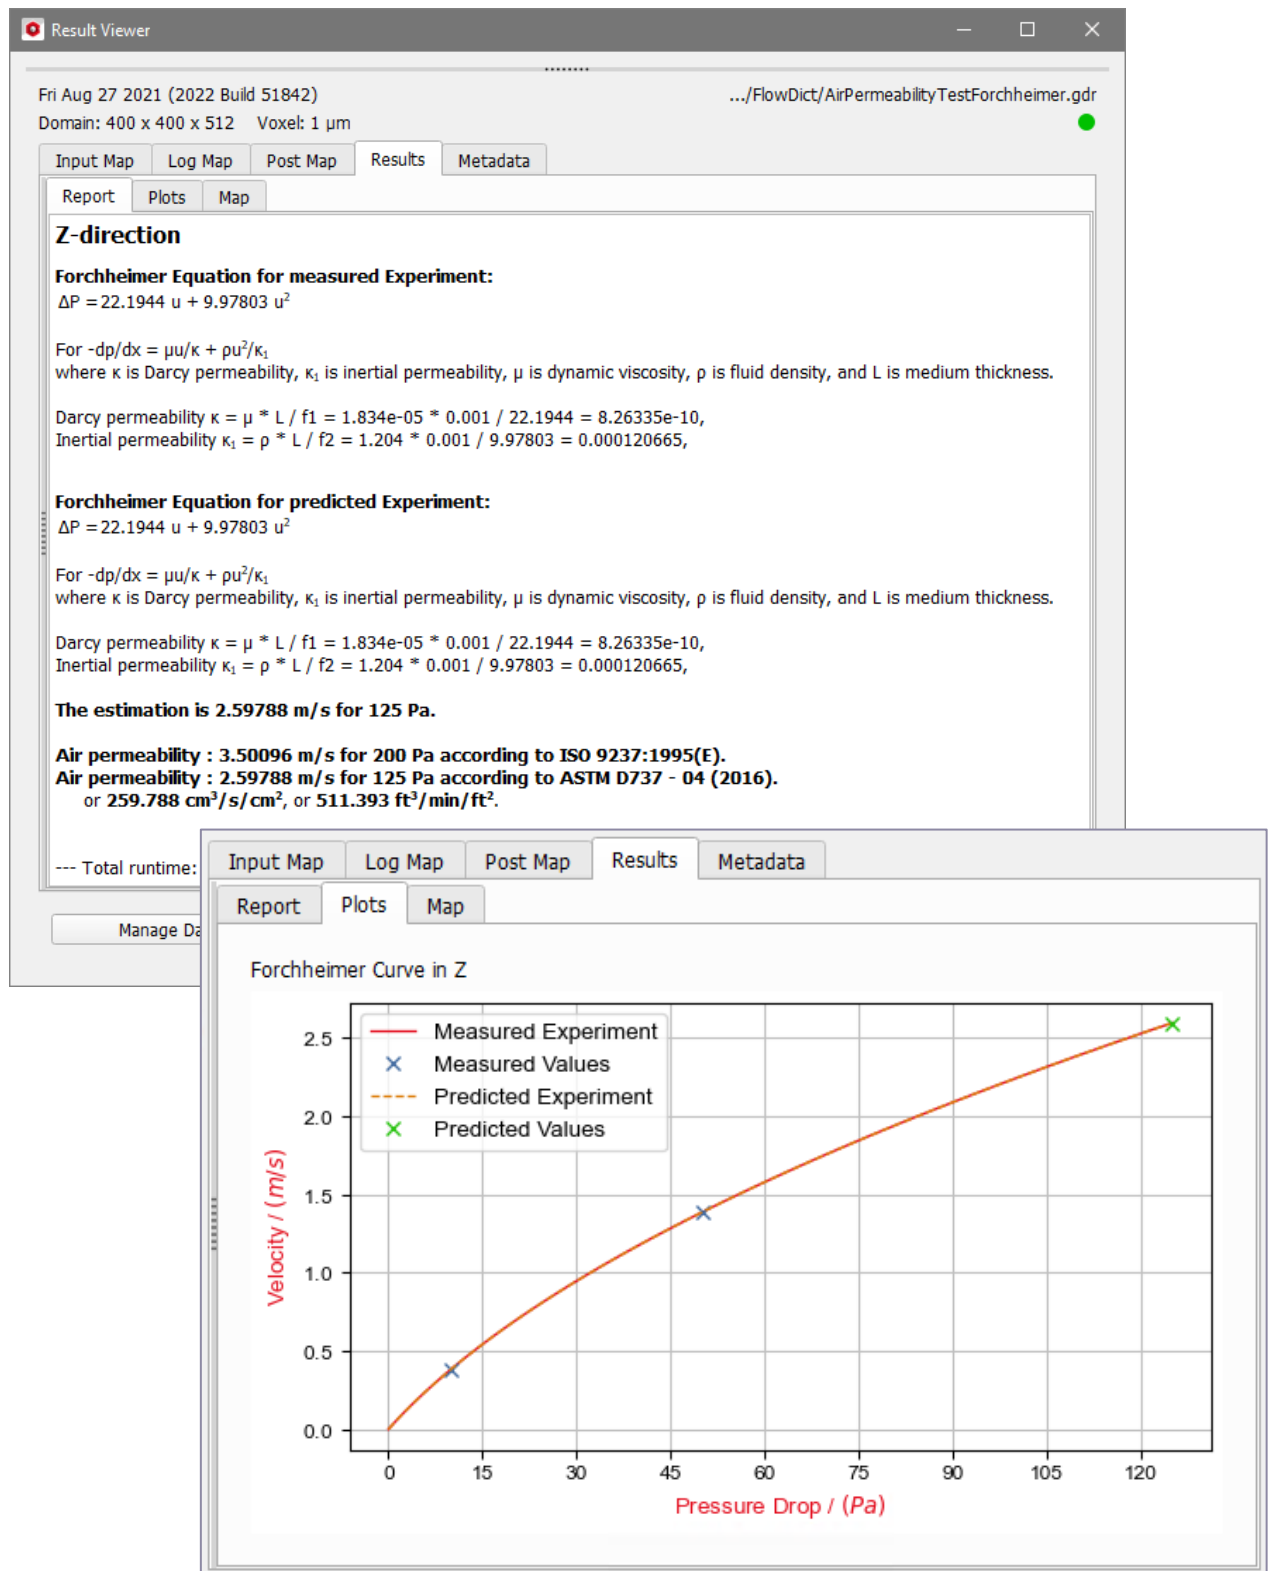 Result Viewer
Fri Aug 27 2021 (2022 Build 51842) .../FlowDict/AirPermeabilityTestForchheimer.gdr
Domain: 400 x 400 x 512 Voxel: 1 µm
Input Map Log Map Post Map Results Metadata
Report Plots Map
Z-direction
Forchheimer Equation for measured Experiment:
ΔP = 22.1944 u + 9.97803 u²
For -dp/dx = µu/κ + ρu²/κ₁
where κ is Darcy permeability, κ₁ is inertial permeability, µ is dynamic viscosity, ρ is fluid density, and L is medium thickness.
Darcy permeability κ = µ * L / f1 = 1.834e-05 * 0.001 / 22.1944 = 8.26335e-10,
Inertial permeability κ₁ = ρ * L / f2 = 1.204 * 0.001 / 9.97803 = 0.000120665,
Forchheimer Equation for predicted Experiment:
ΔP = 22.1944 u + 9.97803 u²
For -dp/dx = µu/κ + ρu²/κ₁
where κ is Darcy permeability, κ₁ is inertial permeability, µ is dynamic viscosity, ρ is fluid density, and L is medium thickness.
Darcy permeability κ = µ * L / f1 = 1.834e-05 * 0.001 / 22.1944 = 8.26335e-10,
Inertial permeability κ₁ = ρ * L / f2 = 1.204 * 0.001 / 9.97803 = 0.000120665,
The estimation is 2.59788 m/s for 125 Pa.
Air permeability : 3.50096 m/s for 200 Pa according to ISO 9237:1995(E).
Air permeability : 2.59788 m/s for 125 Pa according to ASTM D737 - 04 (2016).
or 259.788 cm³/s/cm², or 511.393 ft³/min/ft².
--- Total runtime:
Manage Da
Input Map Log Map Post Map Results Metadata
Report Plots Map
Forchheimer Curve in Z
Measured Experiment
Measured Values
Predicted Experiment
Predicted Values
2.5
2.0
1.5
1.0
0.5
0.0
Velocity / (m/s)
0 15 30 45 60 75 90 105 120
Pressure Drop / (Pa)